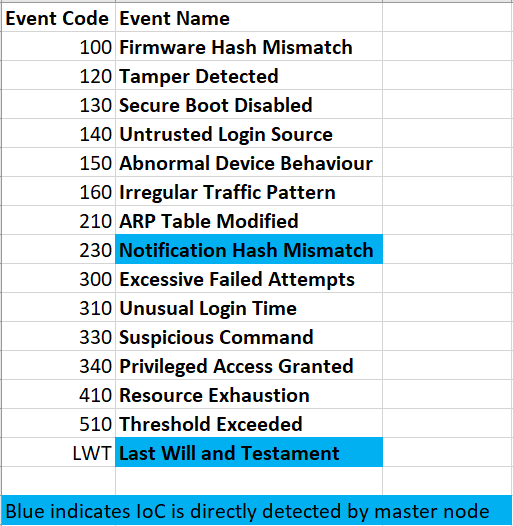 Event Code Event Name
100 Firmware Hash Mismatch
120 Tamper Detected
130 Secure Boot Disabled
140 Untrusted Login Source
150 Abnormal Device Behaviour
160 Irregular Traffic Pattern
210 ARP Table Modified
230 Notification Hash Mismatch
300 Excessive Failed Attempts
310 Unusual Login Time
330 Suspicious Command
340 Privileged Access Granted
410 Resource Exhaustion
510 Threshold Exceeded
LWT Last Will and Testament
Blue indicates IoC is directly detected by master node